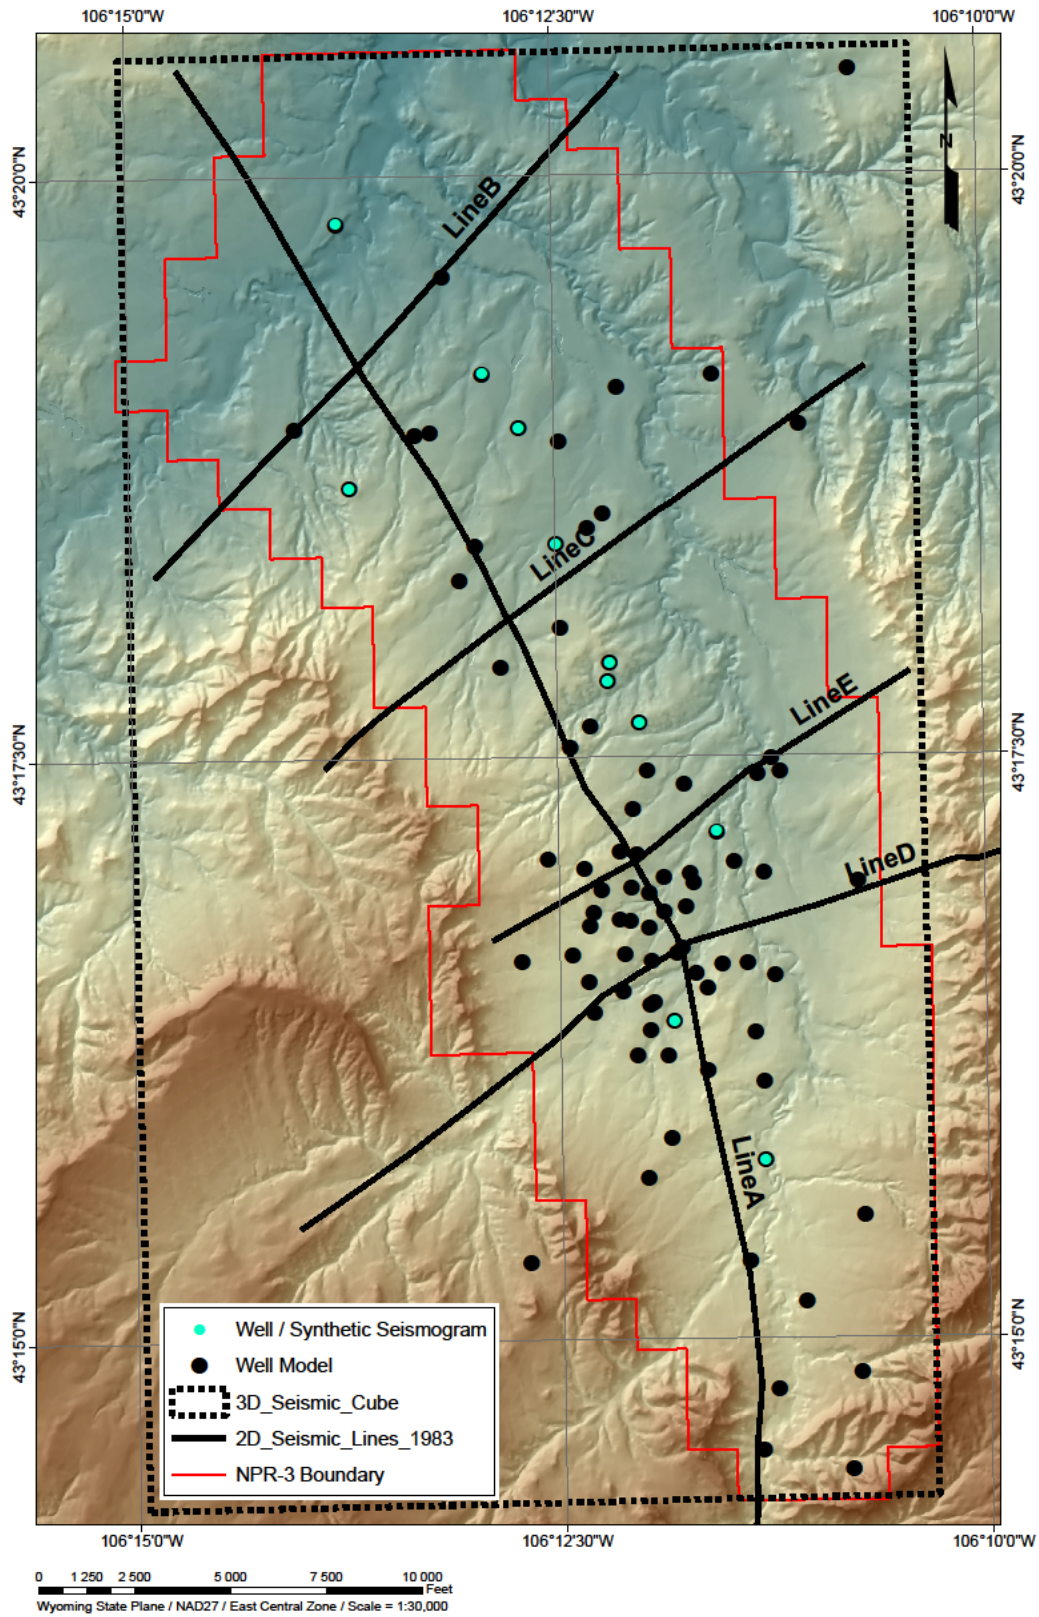 106°15'0"W 106°12'30"W 106°10'0"W
N
43°20'0"N 43°20'0"N
LineB
LineC
LineE
43°17'30"N 43°17'30"N
LineD
LineA
Well / Synthetic Seismogram
Well Model
3D_Seismic_Cube
2D_Seismic_Lines_1983
NPR-3 Boundary
43°15'0"N 43°15'0"N
106°15'0"W 106°12'30"W 106°10'0"W
0 1 250 2 500 5 000 7 500 10 000
Feet
Wyoming State Plane / NAD27 / East Central Zone / Scale = 1:30,000